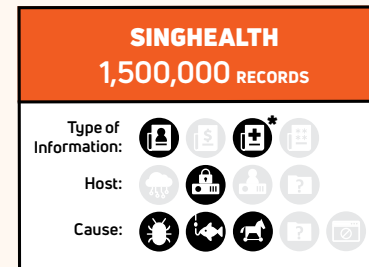 SINGHEALTH
1,500,000 RECORDS
Type of
Information:
*
Host:
Cause: